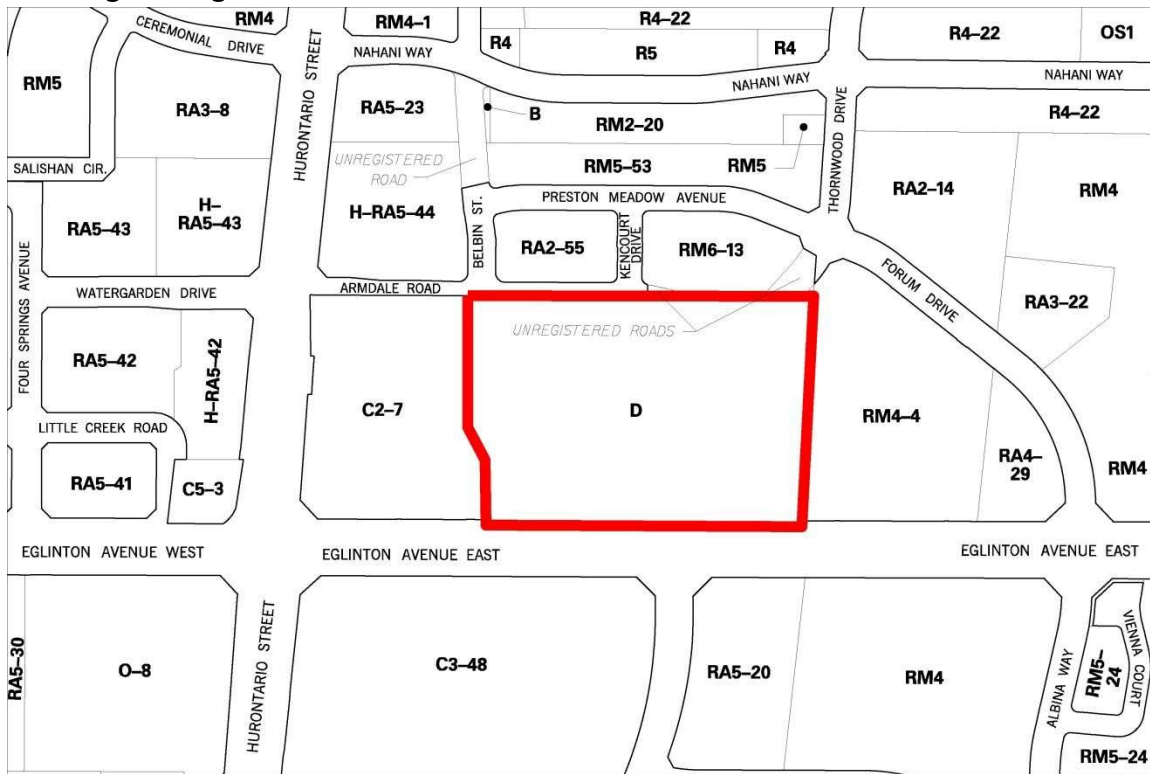 RM4
RM4–1
R4–22
R4–22
OS1
CEREMONIAL DRIVE
HURONTARIO STREET
NAHANI WAY
R4
R5
R4
NAHANI WAY
NAHANI WAY
RM5
RA3–8
RA5–23
B
RM2–20
THORNWOOD DRIVE
R4–22
UNREGISTERED
ROAD
RM5–53
RM5
SALISHAN CIR.
RA2–14
RM4
H–
RA5–43
PRESTON MEADOW AVENUE
RA5–43
H–RA5–44
BELBIN ST.
RA2–55
KENCOURT
DRIVE
RM6–13
FOUR SPRINGS AVENUE
WATERGARDEN DRIVE
ARMDALE ROAD
FORUM DRIVE
RA3–22
UNREGISTERED ROADS
RA5–42
H–RA5–42
C2–7
D
RM4–4
LITTLE CREEK ROAD
RA4–
29
RM4
RA5–41
C5–3
EGLINTON AVENUE WEST
EGLINTON AVENUE EAST
EGLINTON AVENUE EAST
RA5–30
O–8
HURONTARIO STREET
C3–48
RA5–20
RM4
ALBINA WAY
RM5–
24
VIENNA COURT
RM5–24